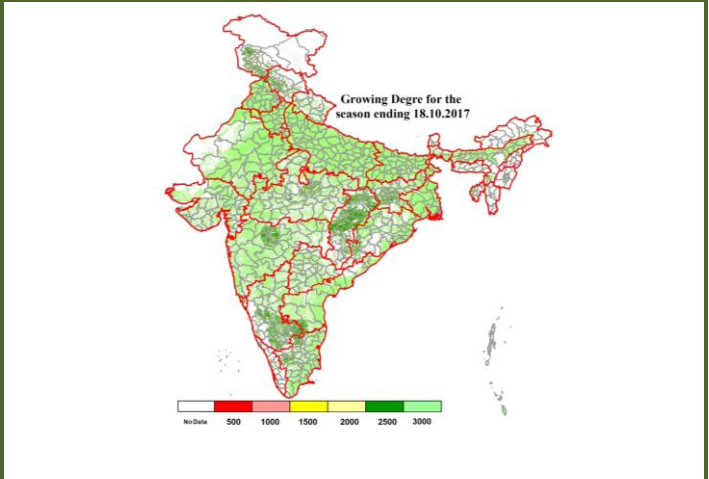 Growing Degre for the
season ending 18.10.2017
No Data 500 1000 1500 2000 2500 3000